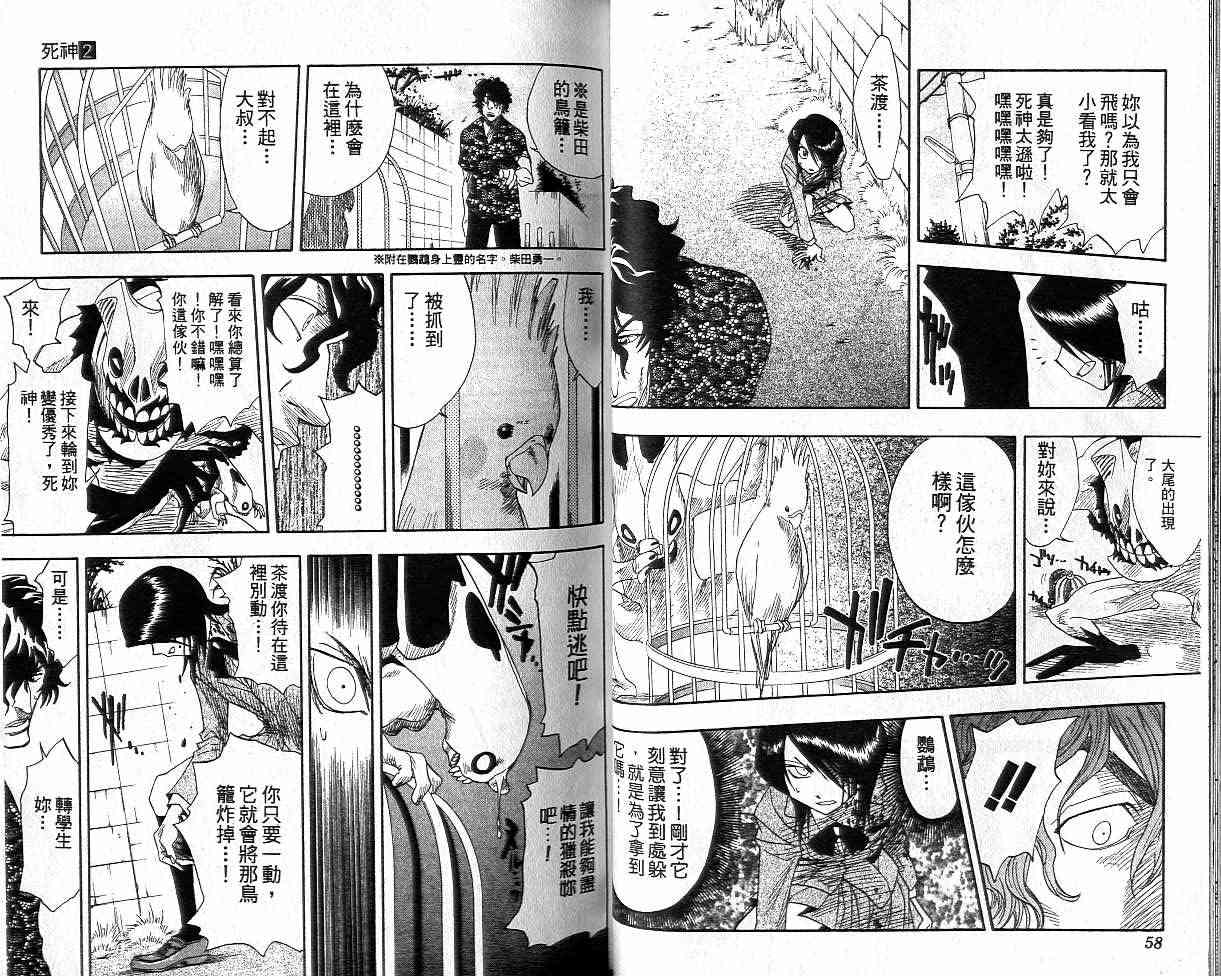 妳以為我只會
飛嗎？那就太
小看我了？
真是夠了！
死神太遜啦！
嘿嘿嘿嘿！
嘿嘿嘿！
茶渡…！
咕……
大尾的出現
了。
對妳來說…
這傢伙怎麼
樣啊？
ガガチャ…
!!
鸚鵡…
對了…！剛才它
刻意讓我到處躲
，就是為了拿到
它嗎…！
58
死神2
※是柴田
的鳥籠…
為什麼會
在這裡…
對不起…
大叔…
※附在鸚鵡身上靈的名字。柴田勇一。
我……
被抓到
了……
…………
看來你總算了
解了！嘿嘿嘿
！你不錯嘛！
你這傢伙！
來！
接下來輪到妳
變優秀了，死
神！
快點逃吧！
讓我能夠盡
情的獵殺妳
吧…！
茶渡你待在這
裡別動…！
你只要一動，
它就會將那鳥
籠炸掉…！
可是……
轉學生
妳…